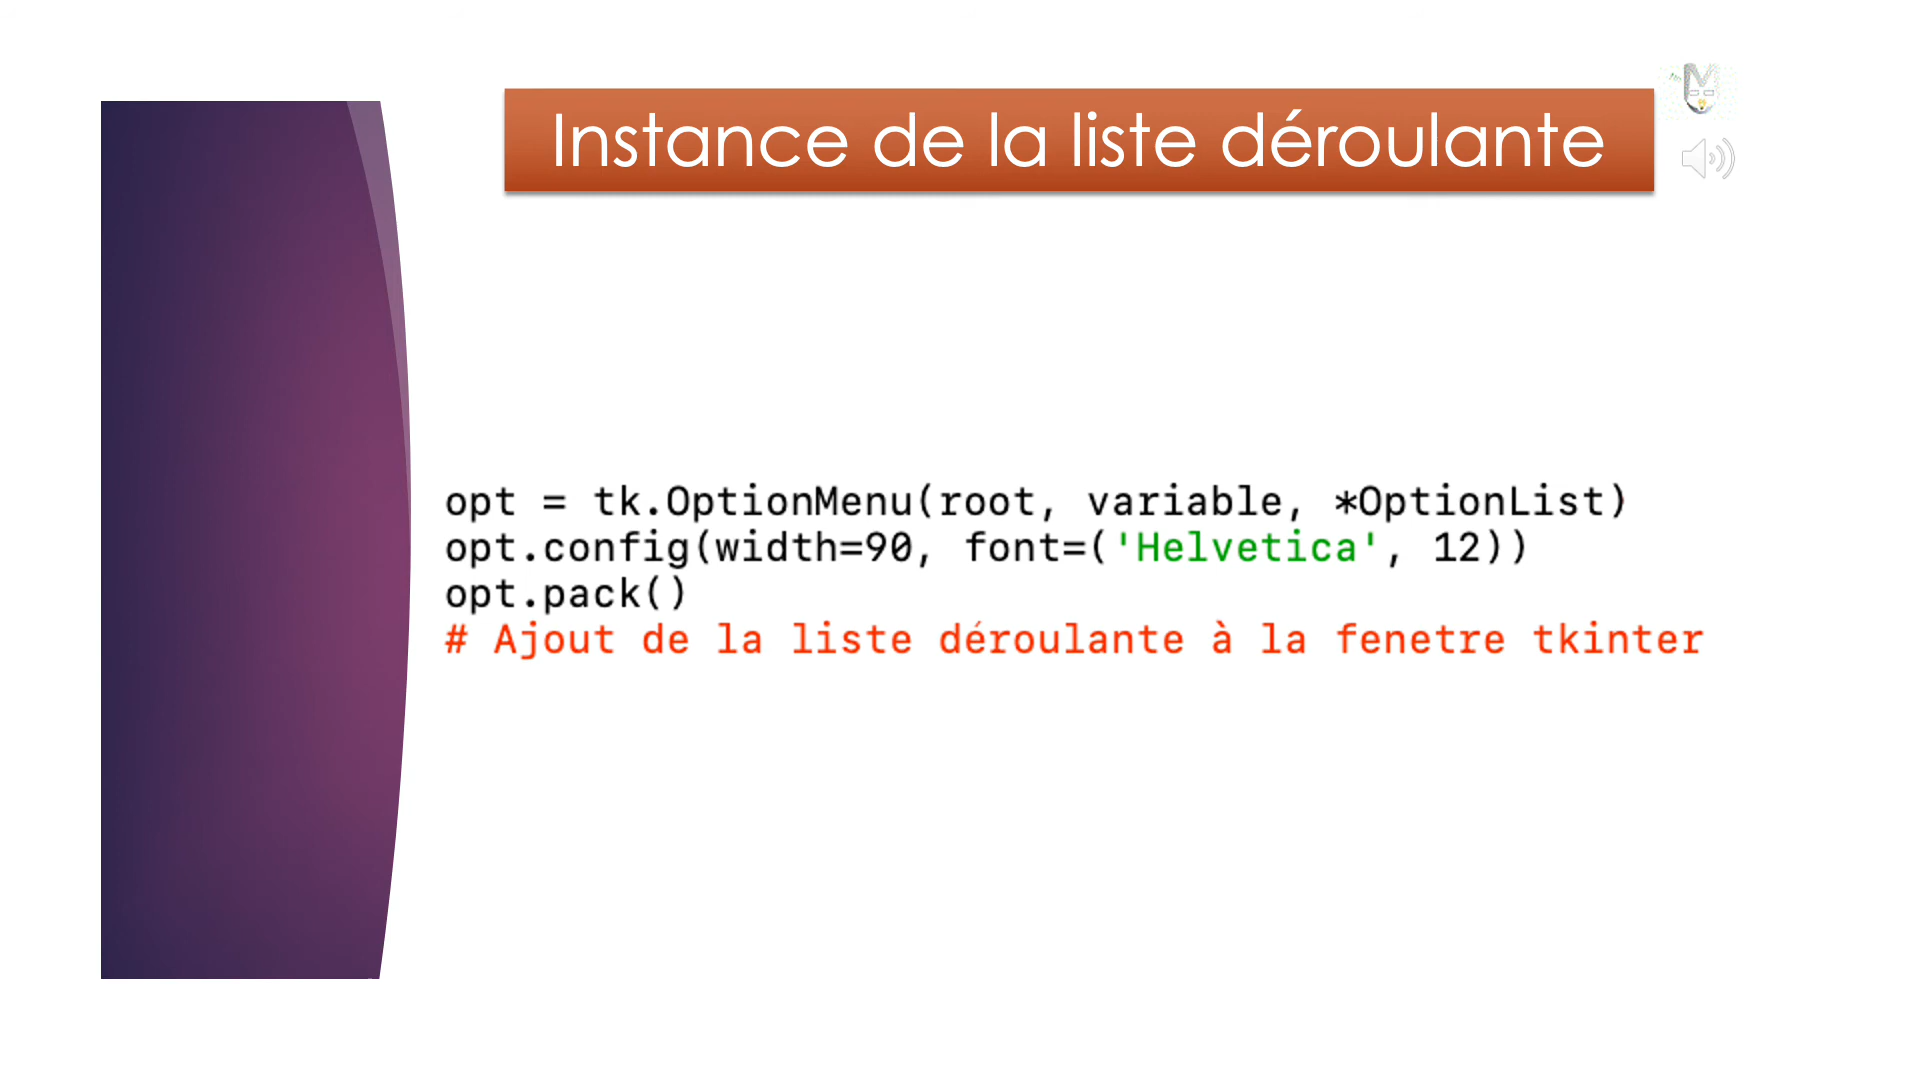 Instance de la liste déroulante
opt = tk.OptionMenu(root, variable, *OptionList)
opt.config(width=90, font=('Helvetica', 12))
opt.pack()
# Ajout de la liste déroulante à la fenetre tkinter